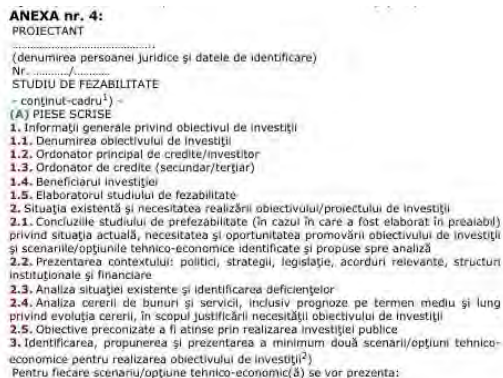 ANEXA nr. 4:
PROIECTANT
..........................................
(denumirea persoanei juridice şi datele de identificare)
Nr. ........../..........
STUDIU DE FEZABILITATE
- conţinut-cadru1) -
(A) PIESE SCRISE
1. Informaţii generale privind obiectivul de investiţii
1.1. Denumirea obiectivului de investiţii
1.2. Ordonator principal de credite/investitor
1.3. Ordonator de credite (secundar/terţiar)
1.4. Beneficiarul investiţiei
1.5. Elaboratorul studiului de fezabilitate
2. Situaţia existentă şi necesitatea realizării obiectivului/proiectului de investiţii
2.1. Concluziile studiului de prefezabilitate (în cazul în care a fost elaborat în prealabil)
privind situaţia actuală, necesitatea şi oportunitatea promovării obiectivului de investiţii
şi scenariile/opţiunile tehnico-economice identificate şi propuse spre analiză
2.2. Prezentarea contextului: politici, strategii, legislaţie, acorduri relevante, structuri
instituţionale şi financiare
2.3. Analiza situaţiei existente şi identificarea deficienţelor
2.4. Analiza cererii de bunuri şi servicii, inclusiv prognoze pe termen mediu şi lung
privind evoluţia cererii, în scopul justificării necesităţii obiectivului de investiţii
2.5. Obiective preconizate a fi atinse prin realizarea investiţiei publice
3. Identificarea, propunerea şi prezentarea a minimum două scenarii/opţiuni tehnico-
economice pentru realizarea obiectivului de investiţii2)
Pentru fiecare scenariu/opţiune tehnico-economic(ă) se vor prezenta: